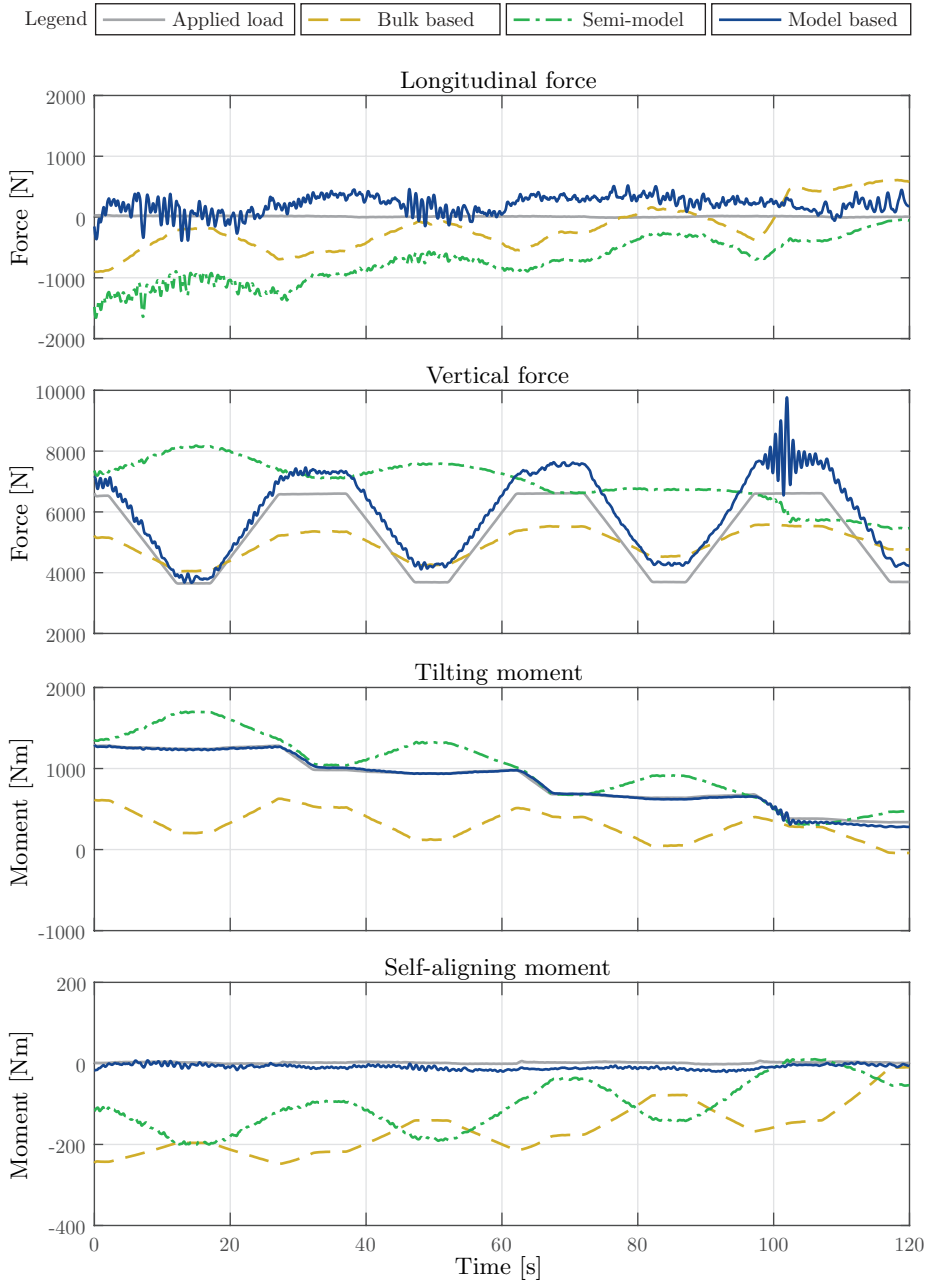 Legend Applied load Bulk based Semi-model Model based
Longitudinal force
2000
1000
0
-1000
-2000
Force [N]
Vertical force
10000
8000
6000
4000
2000
Force [N]
Tilting moment
2000
1000
0
-1000
Moment [Nm]
Self-aligning moment
200
0
-200
-400
Moment [Nm]
0 20 40 60 80 100 120
Time [s]